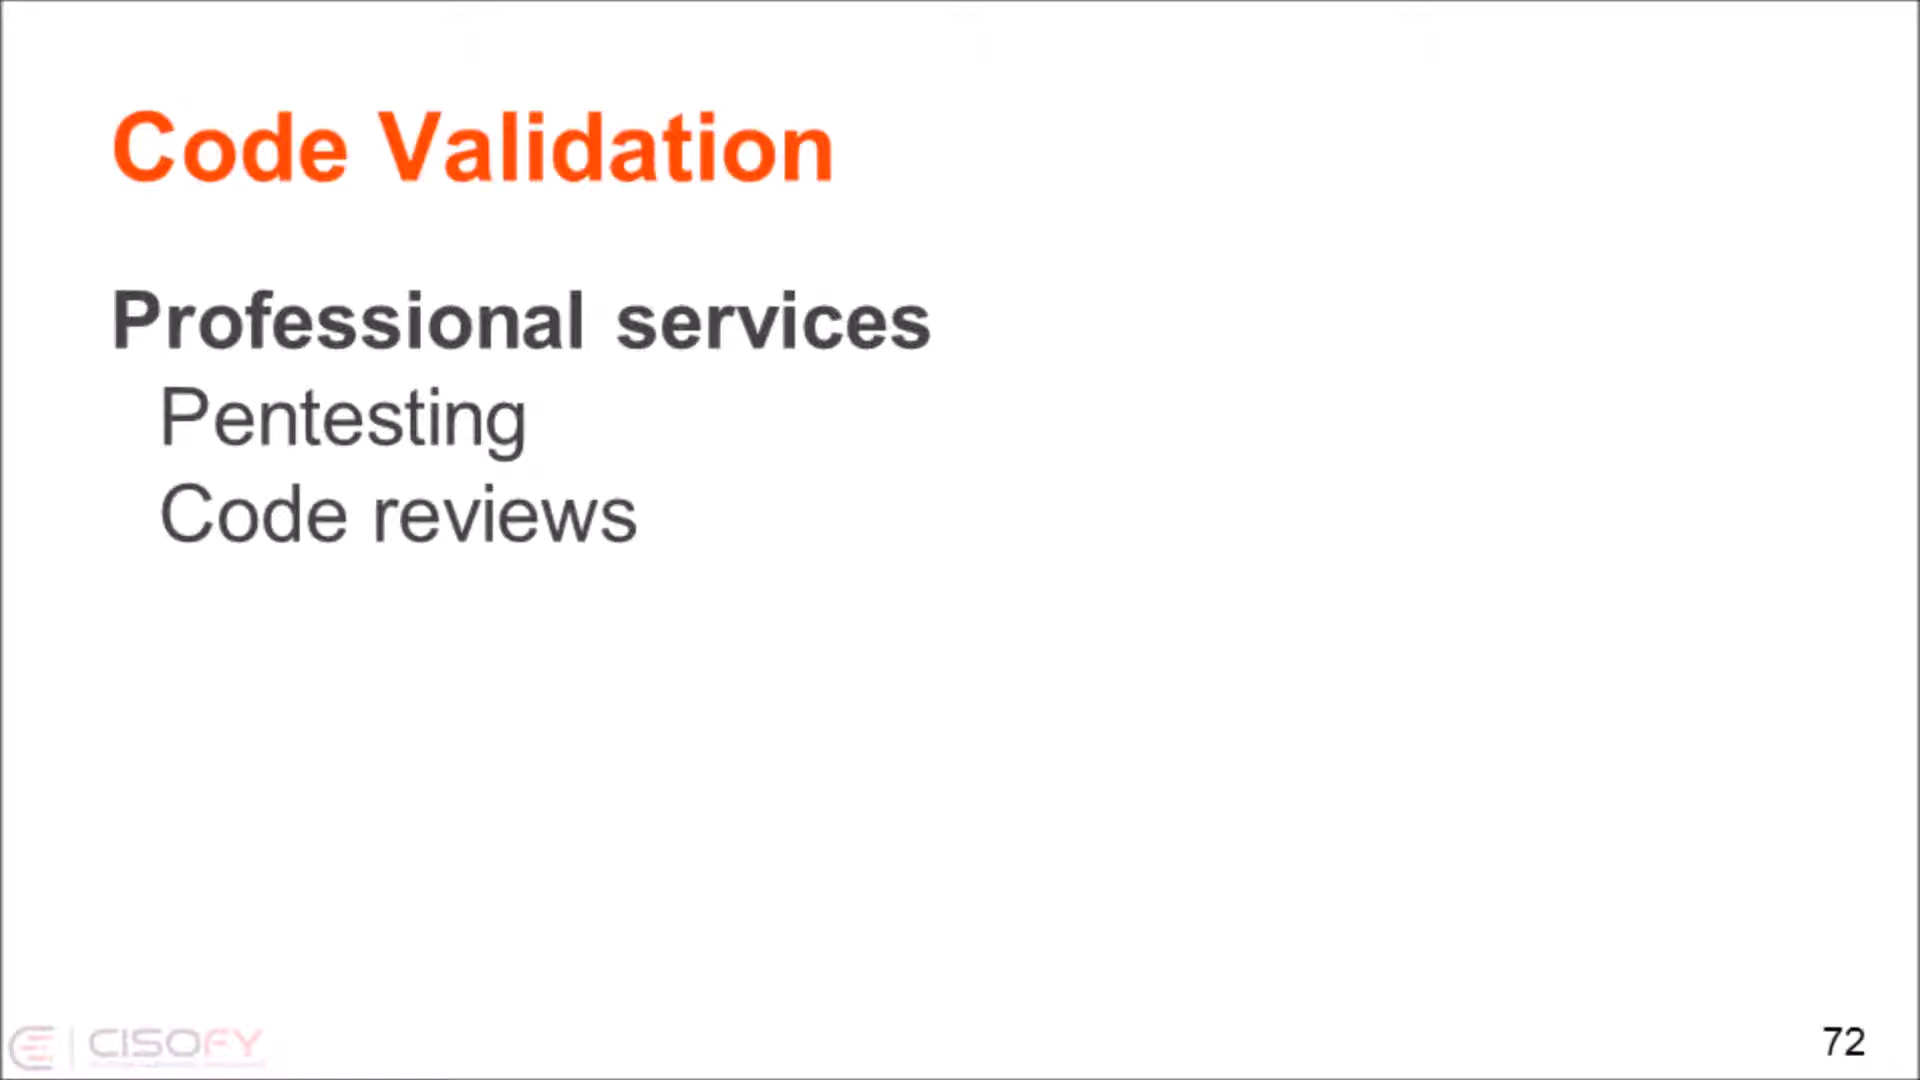 Code Validation
Professional services
Pentesting
Code reviews
CISOFY
72